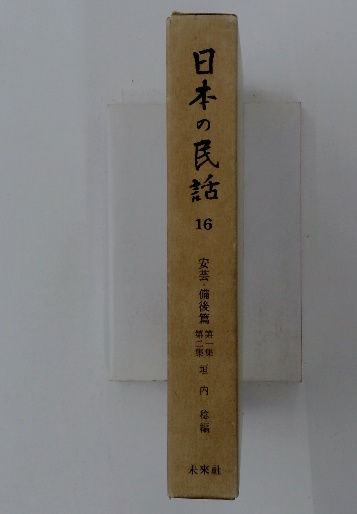 日本の民話
16
安芸・備後篇
第一集
第二集
垣内稔編
未來社